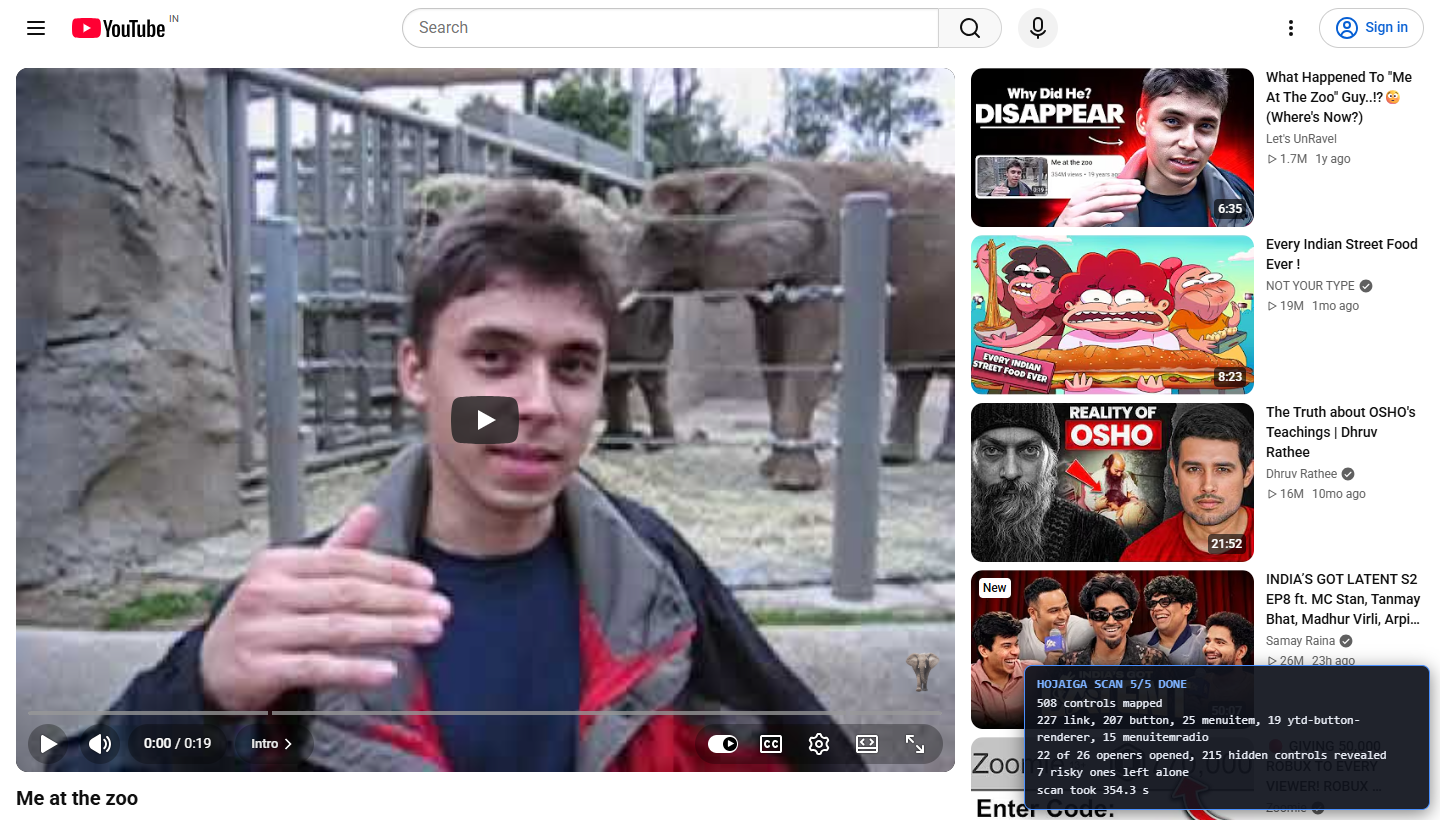 YouTube
IN
Search
Sign in
Why Did He?
DISAPPEAR
Me at the zoo
6:35
What Happened To "Me
At The Zoo" Guy..!?🤯
(Where's Now?)
Let's UnRavel
1.7M 1y ago
EVERY INDIAN
STREET FOOD EVER
8:23
Every Indian Street Food
Ever !
NOT YOUR TYPE
19M 1mo ago
REALITY OF
OSHO
21:52
The Truth about OSHO's
Teachings | Dhruv
Rathee
Dhruv Rathee
16M 10mo ago
New
INDIA'S GOT LATENT S2
EP8 ft. MC Stan, Tanmay
Bhat, Madhur Virli, Arpi...
Samay Raina
26M 23h ago
HOJAIGA SCAN 5/5 DONE
508 controls mapped
227 link, 207 button, 25 menuitem, 19 ytd-button-
renderer, 15 menuitemradio
22 of 26 openers opened, 215 hidden controls revealed
7 risky ones left alone
scan took 354.3 s
Enter Code:
0:00 / 0:19
Intro
CC
Me at the zoo